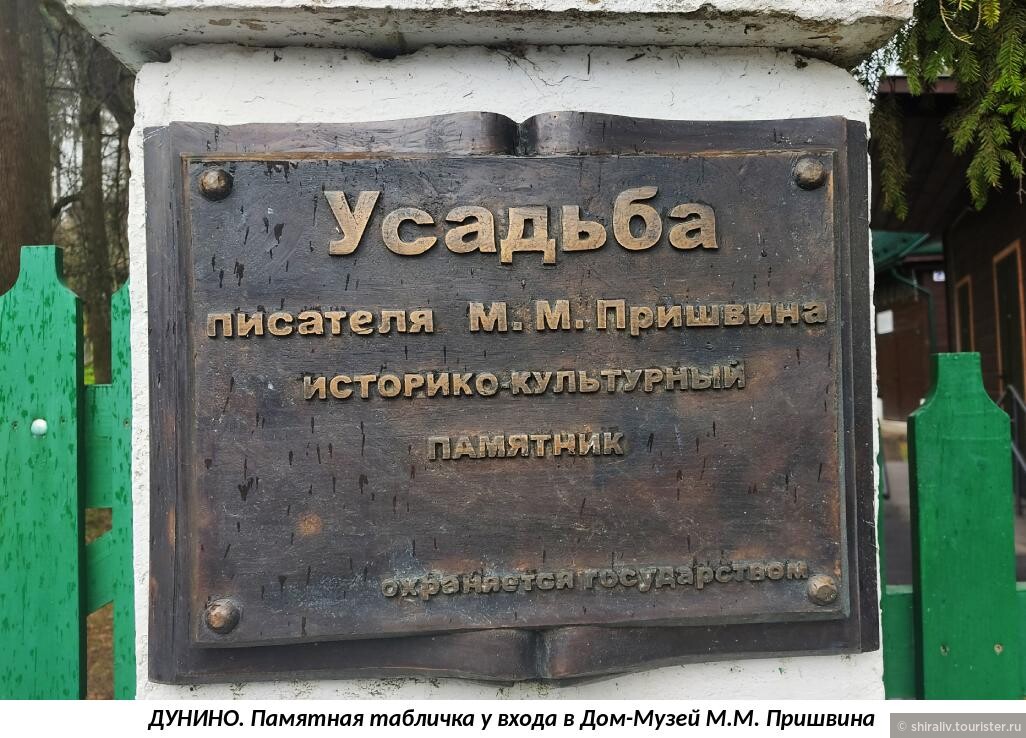 Усадьба
писателя М.М.Пришвина
ИСТОРИКО-КУЛЬТУРНЫЙ
ПАМЯТНИК
охраняется государством
ДУНИНО. Памятная табличка у входа в Дом-Музей М.М. Пришвина
© shiraliv.tourister.ru